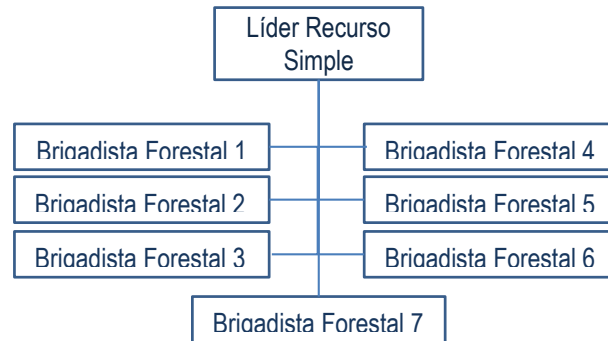 Líder Recurso
Simple
Brigadista Forestal 1
Brigadista Forestal 4
Brigadista Forestal 2
Brigadista Forestal 5
Brigadista Forestal 3
Brigadista Forestal 6
Brigadista Forestal 7